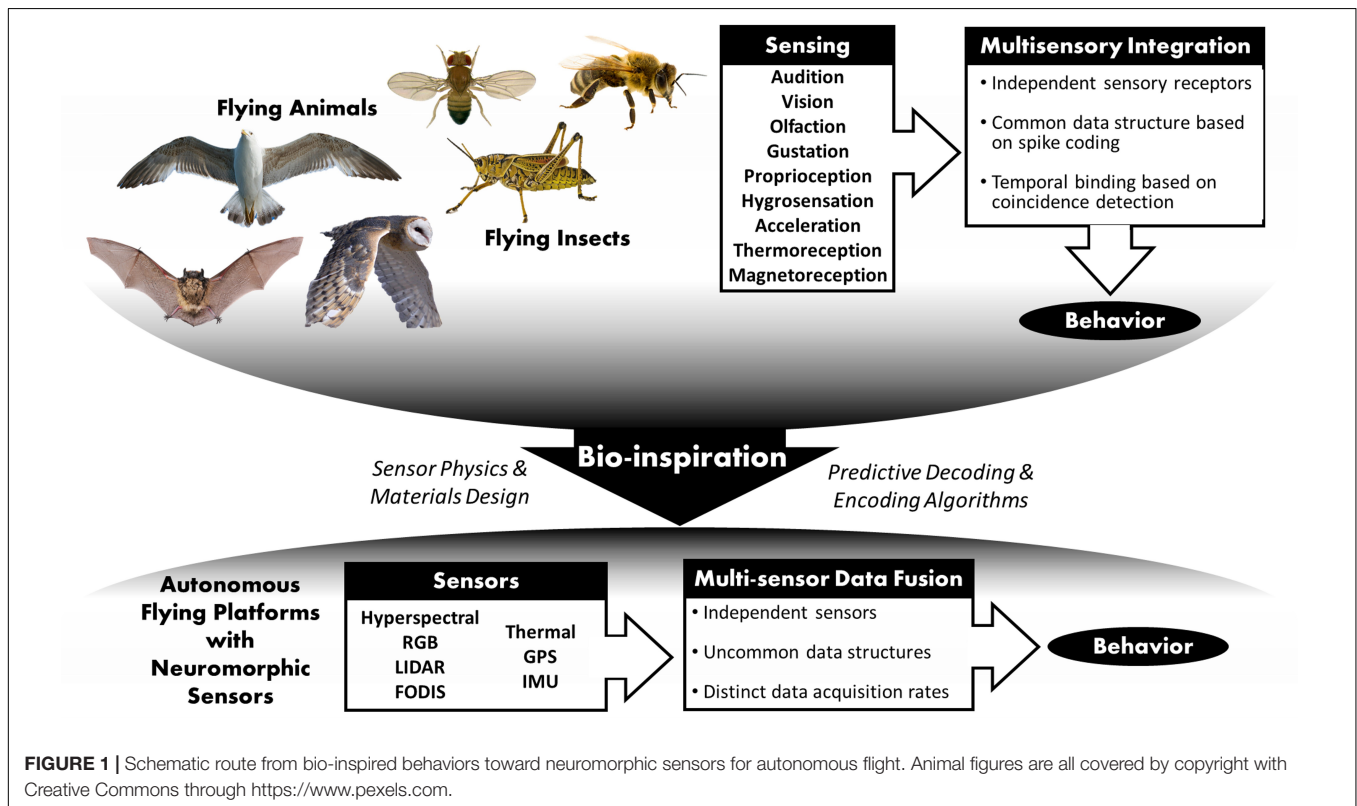 Flying Animals
Flying Insects
Sensing
Audition
Vision
Olfaction
Gustation
Proprioception
Hygrosensation
Acceleration
Thermoreception
Magnetoreception
Multisensory Integration
• Independent sensory receptors
• Common data structure based
on spike coding
• Temporal binding based on
coincidence detection
Behavior
Bio-inspiration
Sensor Physics &
Materials Design
Predictive Decoding &
Encoding Algorithms
Autonomous
Flying Platforms
with
Neuromorphic
Sensors
Sensors
Hyperspectral
RGB
LIDAR
FODIS
Thermal
GPS
IMU
Multi-sensor Data Fusion
• Independent sensors
• Uncommon data structures
• Distinct data acquisition rates
Behavior
FIGURE 1 | Schematic route from bio-inspired behaviors toward neuromorphic sensors for autonomous flight. Animal figures are all covered by copyright with
Creative Commons through https://www.pexels.com.